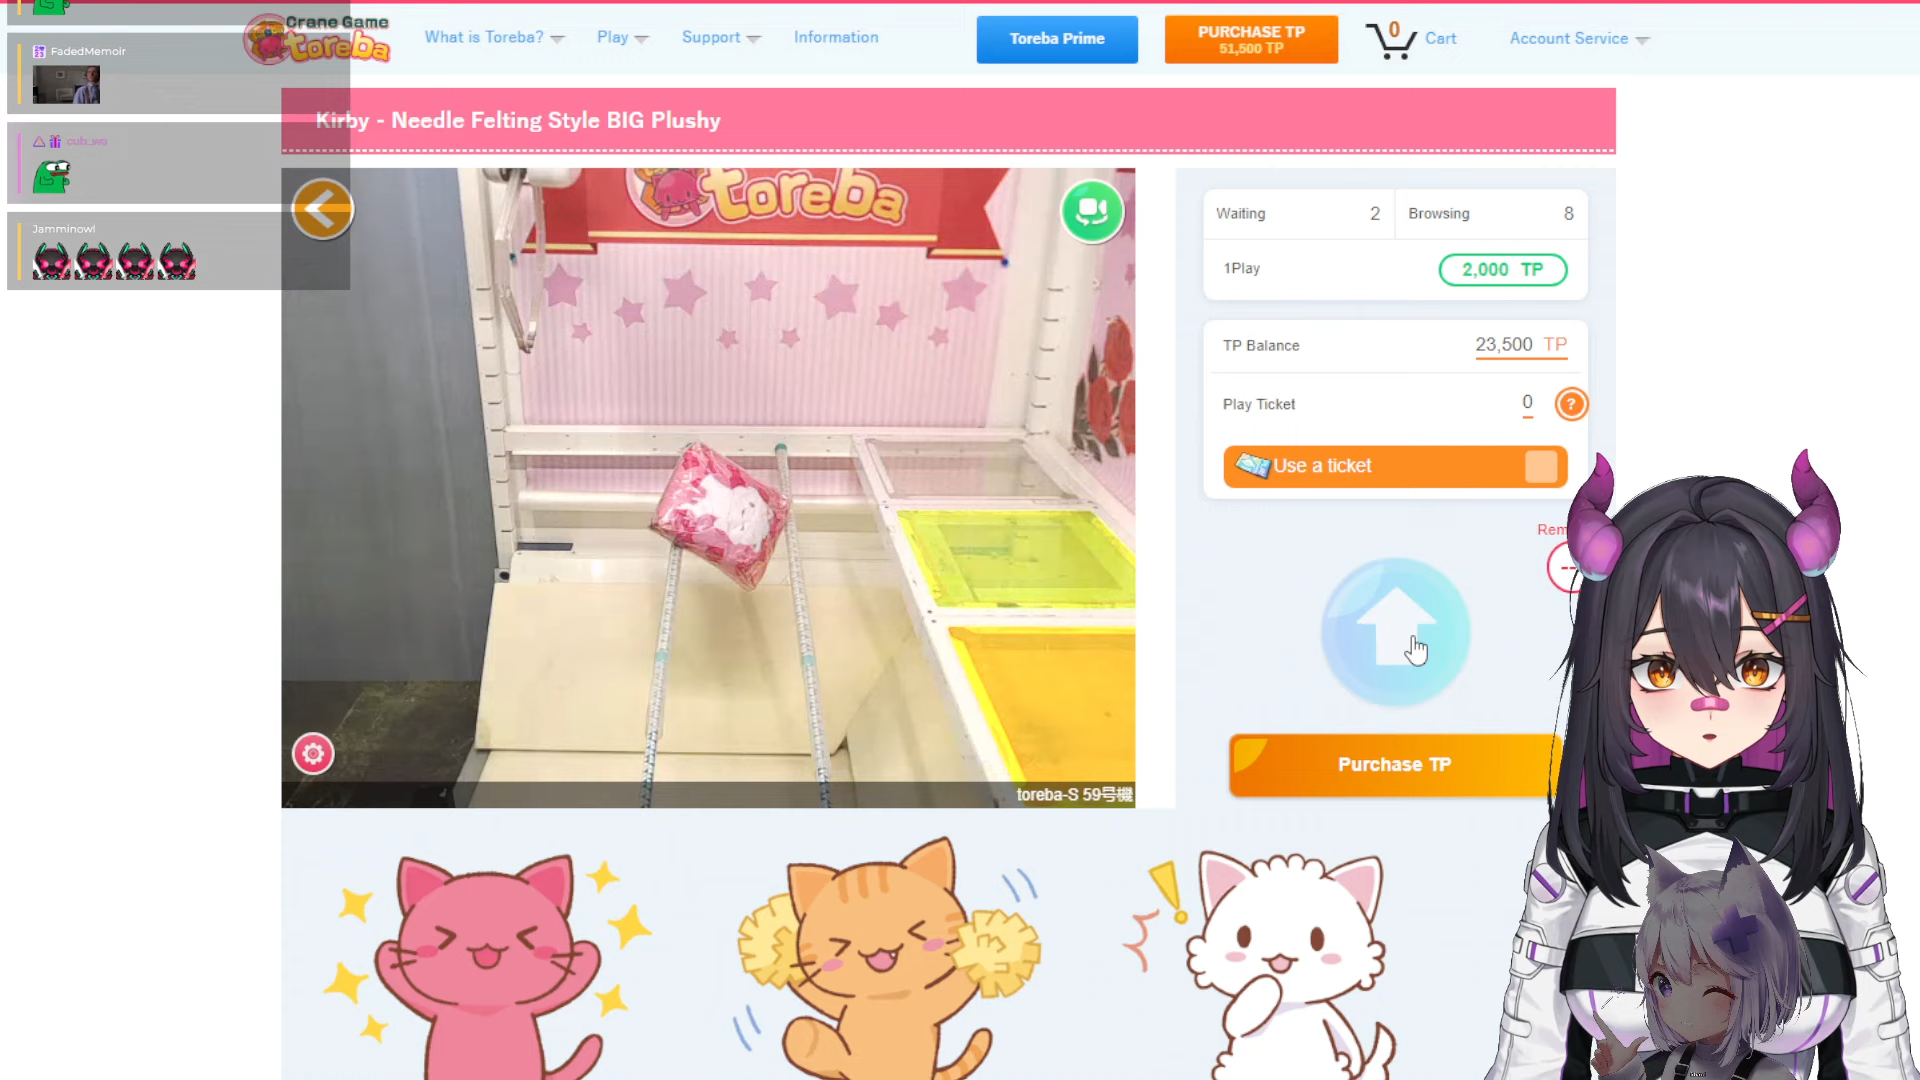 FadedMemoir
cub_wa
Jamminowl
Crane Game
toreba
What is Toreba?
Play
Support
Information
Toreba Prime
PURCHASE TP
51,500 TP
0
Cart
Account Service
Kirby - Needle Felting Style BIG Plushy
toreba
toreba-S 59号機
Waiting 2
Browsing 8
1Play 2,000 TP
TP Balance 23,500 TP
Play Ticket 0 ?
Use a ticket
Rem
--
Purchase TP